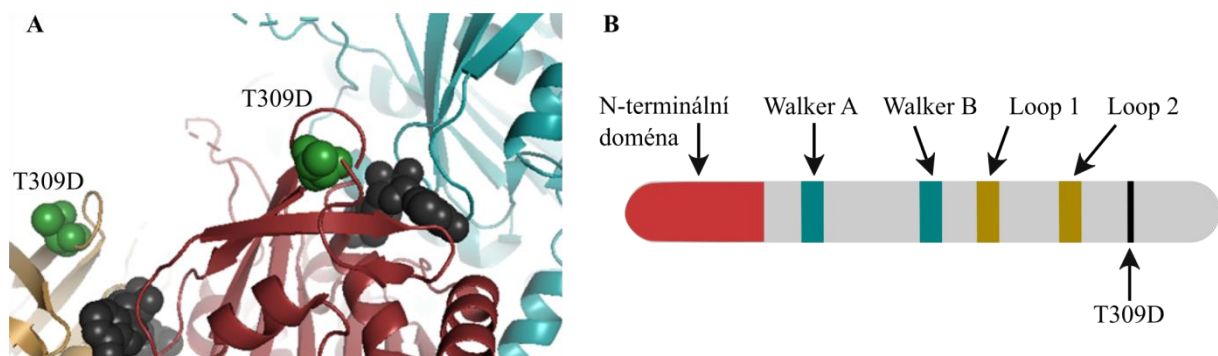 A
T309D
T309D
B
N-terminální
doména
Walker A
Walker B
Loop 1
Loop 2
T309D